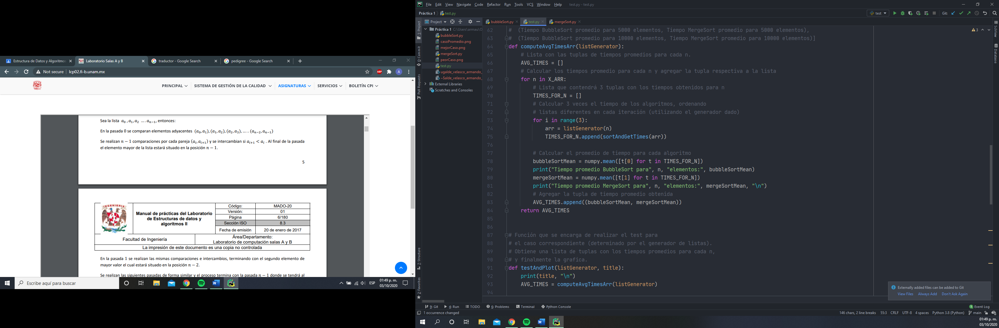 Estructura de Datos y Algoritmos
Laboratorio Salas A y B
traductor - Google Search
pedigree - Google Search
Not secure
lcp02.fi-b.unam.mx
ABP
A
PRINCIPAL
SISTEMA DE GESTIÓN DE LA CALIDAD
ASIGNATURAS
SERVICIOS
BOLETÍN CPI
Sea la lista a0 , a1, a2 .... an−1, entonces:
En la pasada 0 se comparan elementos adyacentes (a0, a1), (a1, a2), (a2, a3), ..... (an−2, an−1)
Se realizan n − 1 comparaciones por cada pareja (ai, ai+1) y se intercambian si ai+1 < ai . Al final de la pasada
el elemento mayor de la lista estará situado en la posición n − 1.
5
INGENIERIA
Manual de prácticas del Laboratorio
de Estructuras de datos y
algoritmos II
Código: MADO-20
Versión: 01
Página 6/180
Sección ISO 8.3
Fecha de emisión 20 de enero de 2017
Facultad de Ingeniería
Área/Departamento:
Laboratorio de computación salas A y B
La impresión de este documento es una copia no controlada
En la pasada 1 se realizan las mismas comparaciones e intercambios, terminando con el segundo elemento de
mayor valor el cual estará situado en la posición n − 2.
Se realizan las siguientes pasadas de forma similar y el proceso termina con la pasada n − 1 donde se tendrá al
Escribe aquí para buscar
ESP
01:49 p. m.
03/10/2020
PC
File Edit View Navigate Code Refactor Run Tools VCS Window Help test.py - test.py
Práctica 1
test.py
test
Git:
Project
bubbleSort.py
test.py
mergeSort.py
1: Project
0: Commit
Pull Requests
7: Structure
2: Favorites
Práctica 1 C:\Users\armau\O
bubbleSort.py
casoPromedio.png
mejorCaso.png
mergeSort.py
peorCaso.png
test.py
ugalde_velasco_armando_
~$alde_velasco_armando_
External Libraries
Scratches and Consoles
SciView
Database
3
62 #  (Tiempo BubbleSort promedio para 5000 elementos, Tiempo MergeSort promedio para 5000 elementos),
63 #  (Tiempo BubbleSort promedio para 10000 elementos, Tiempo MergeSort promedio para 10000 elementos)]
64 def computeAvgTimesArr(listGenerator):
65     # Lista con las tuplas de tiempos promedios para cada n.
66     AVG_TIMES = []
67     # Calcular los tiempos promedio para cada n y agregar la tupla respectiva a la lista
68     for n in X_ARR:
69         # Lista que contendrá 3 tuplas con los tiempos obtenidos para n
70         TIMES_FOR_N = []
71         # Calcular 3 veces el tiempo de los algoritmos, ordenando
72         # listas diferentes en cada iteración (utilizando el generador dado)
73         for i in range(3):
74             arr = listGenerator(n)
75             TIMES_FOR_N.append(sortAndGetTimes(arr))
76
77         # Calcular el promedio de tiempo para cada algoritmo
78         bubbleSortMean = numpy.mean([t[0] for t in TIMES_FOR_N])
79         print("Tiempo promedio BubbleSort para", n, "elementos:", bubbleSortMean)
80         mergeSortMean = numpy.mean([t[1] for t in TIMES_FOR_N])
81         print("Tiempo promedio MergeSort para", n, "elementos:", mergeSortMean, "\n")
82         # Agregar la tupla de tiempo promedio obtenida
83         AVG_TIMES.append((bubbleSortMean, mergeSortMean))
84     return AVG_TIMES
85
86
87 # Función que se encarga de realizar el test para
88 # el caso correspondiente (determinado por el generador de listas).
89 # Obtiene una lista de tuplas con los tiempos promedios para cada n,
90 # y finalmente la grafica.
91 def testAndPlot(listGenerator, title):
92     print(title, "\n")
93     AVG_TIMES = computeAvgTimesArr(listGenerator)
94
Externally added files can be added to Git
View Files Always Add Don't Ask Again
9: Git
4: Run
TODO
6: Problems
Terminal
Python Console
1 Event Log
1 occurrence changed
146 chars, 2 line breaks 55:3 CRLF UTF-8 4 spaces Python 3.8 (Python) main
01:49 p. m.
03/10/2020